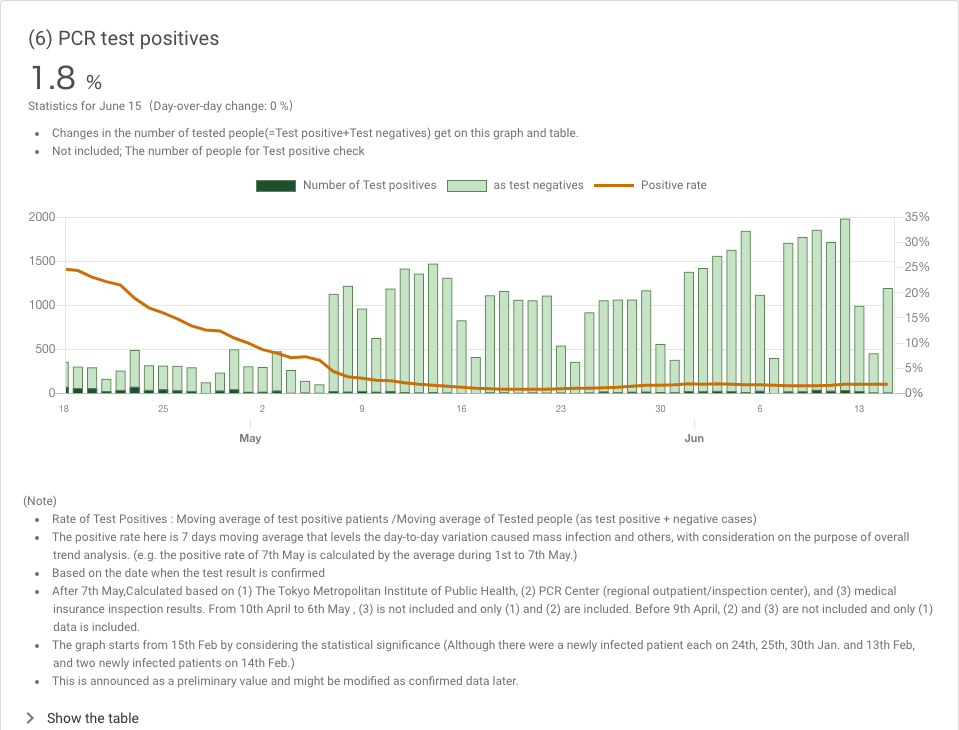 (6) PCR test positives
1.8 %
Statistics for June 15（Day-over-day change: 0 %）
Changes in the number of tested people(=Test positive+Test negatives) get on this graph and table.
Not included; The number of people for Test positive check
Number of Test positives as test negatives Positive rate
2000 35%
30%
1500 25%
20%
1000 15%
10%
500 5%
0 0%
18 25 2 9 16 23 30 6 13
May Jun
(Note)
Rate of Test Positives : Moving average of test positive patients /Moving average of Tested people (as test positive + negative cases)
The positive rate here is 7 days moving average that levels the day-to-day variation caused mass infection and others, with consideration on the purpose of overall
trend analysis. (e.g. the positive rate of 7th May is calculated by the average during 1st to 7th May.)
Based on the date when the test result is confirmed
After 7th May,Calculated based on (1) The Tokyo Metropolitan Institute of Public Health, (2) PCR Center (regional outpatient/inspection center), and (3) medical
insurance inspection results. From 10th April to 6th May , (3) is not included and only (1) and (2) are included. Before 9th April, (2) and (3) are not included and only (1)
data is included.
The graph starts from 15th Feb by considering the statistical significance (Although there were a newly infected patient each on 24th, 25th, 30th Jan. and 13th Feb,
and two newly infected patients on 14th Feb.)
This is announced as a preliminary value and might be modified as confirmed data later.
Show the table